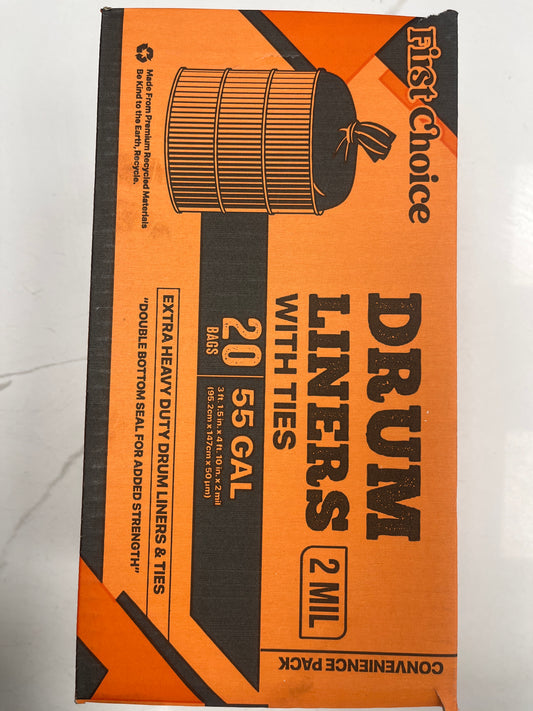 First Choice
DRUM
LINERS
WITH TIES
2 MIL
CONVENIENCE PACK
20
BAGS
55 GAL
3 ft. 1.5 in. x 4 ft. 10 in. x 2 mil
(95.2cm x 147cm x 50 µm)
EXTRA HEAVY DUTY DRUM LINERS & TIES
"DOUBLE BOTTOM SEAL FOR ADDED STRENGTH"
Made From Premium Recycled Materials
Be Kind to the Earth, Recycle.